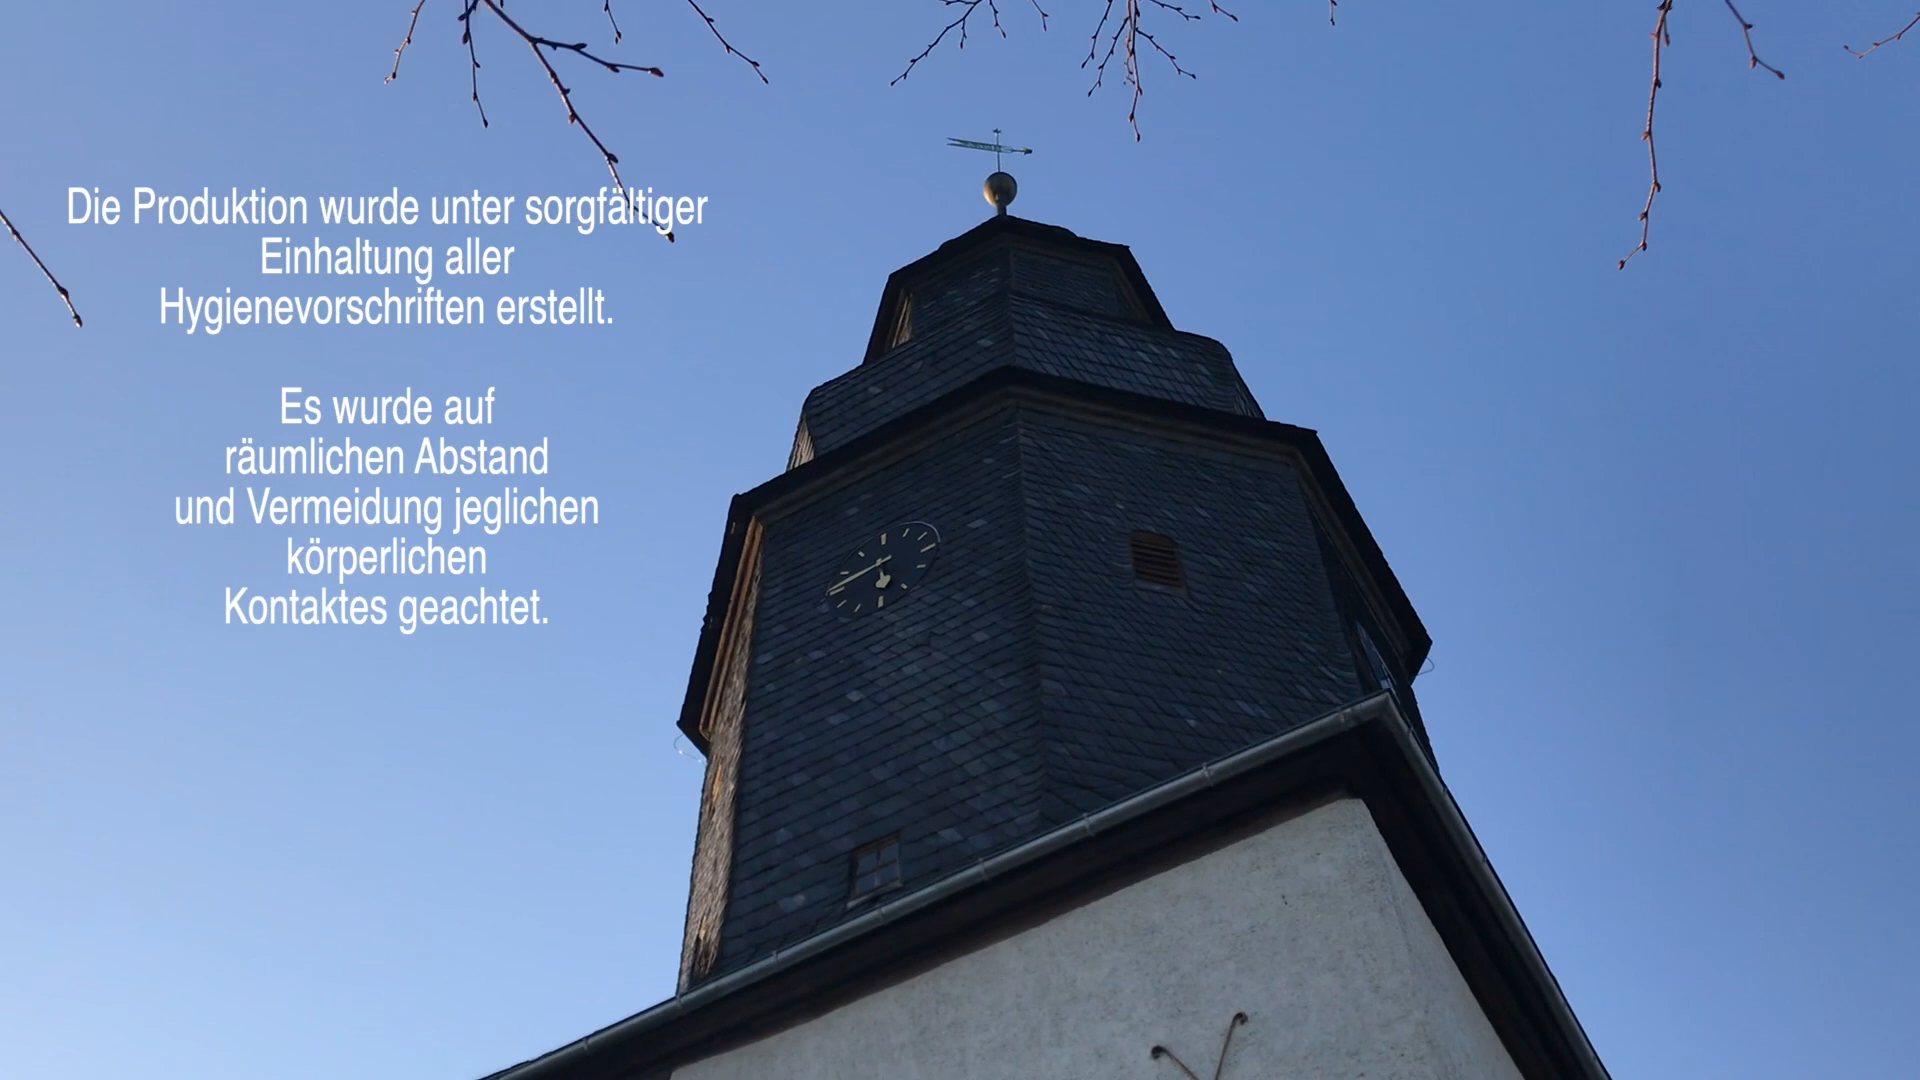 Die Produktion wurde unter sorgfältiger
Einhaltung aller
Hygienevorschriften erstellt.
Es wurde auf
räumlichen Abstand
und Vermeidung jeglichen
körperlichen
Kontaktes geachtet.